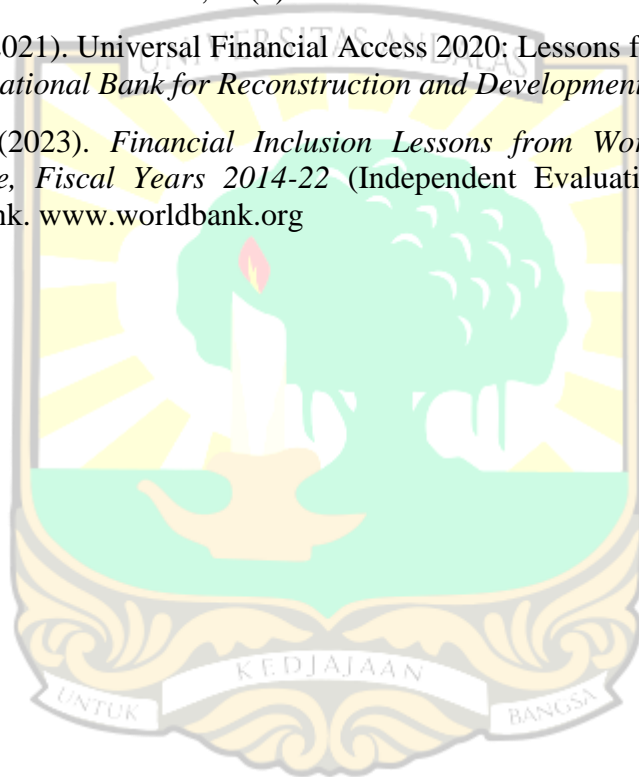 2021). Universal Financial Access 2020: Lessons f
ational Bank for Reconstruction and Development
(2023). Financial Inclusion Lessons from Wor
e, Fiscal Years 2014-22 (Independent Evaluati
nk. www.worldbank.org
UNIVERSITAS ANDALAS
UNTUK KEDJAJAAN BANGSA